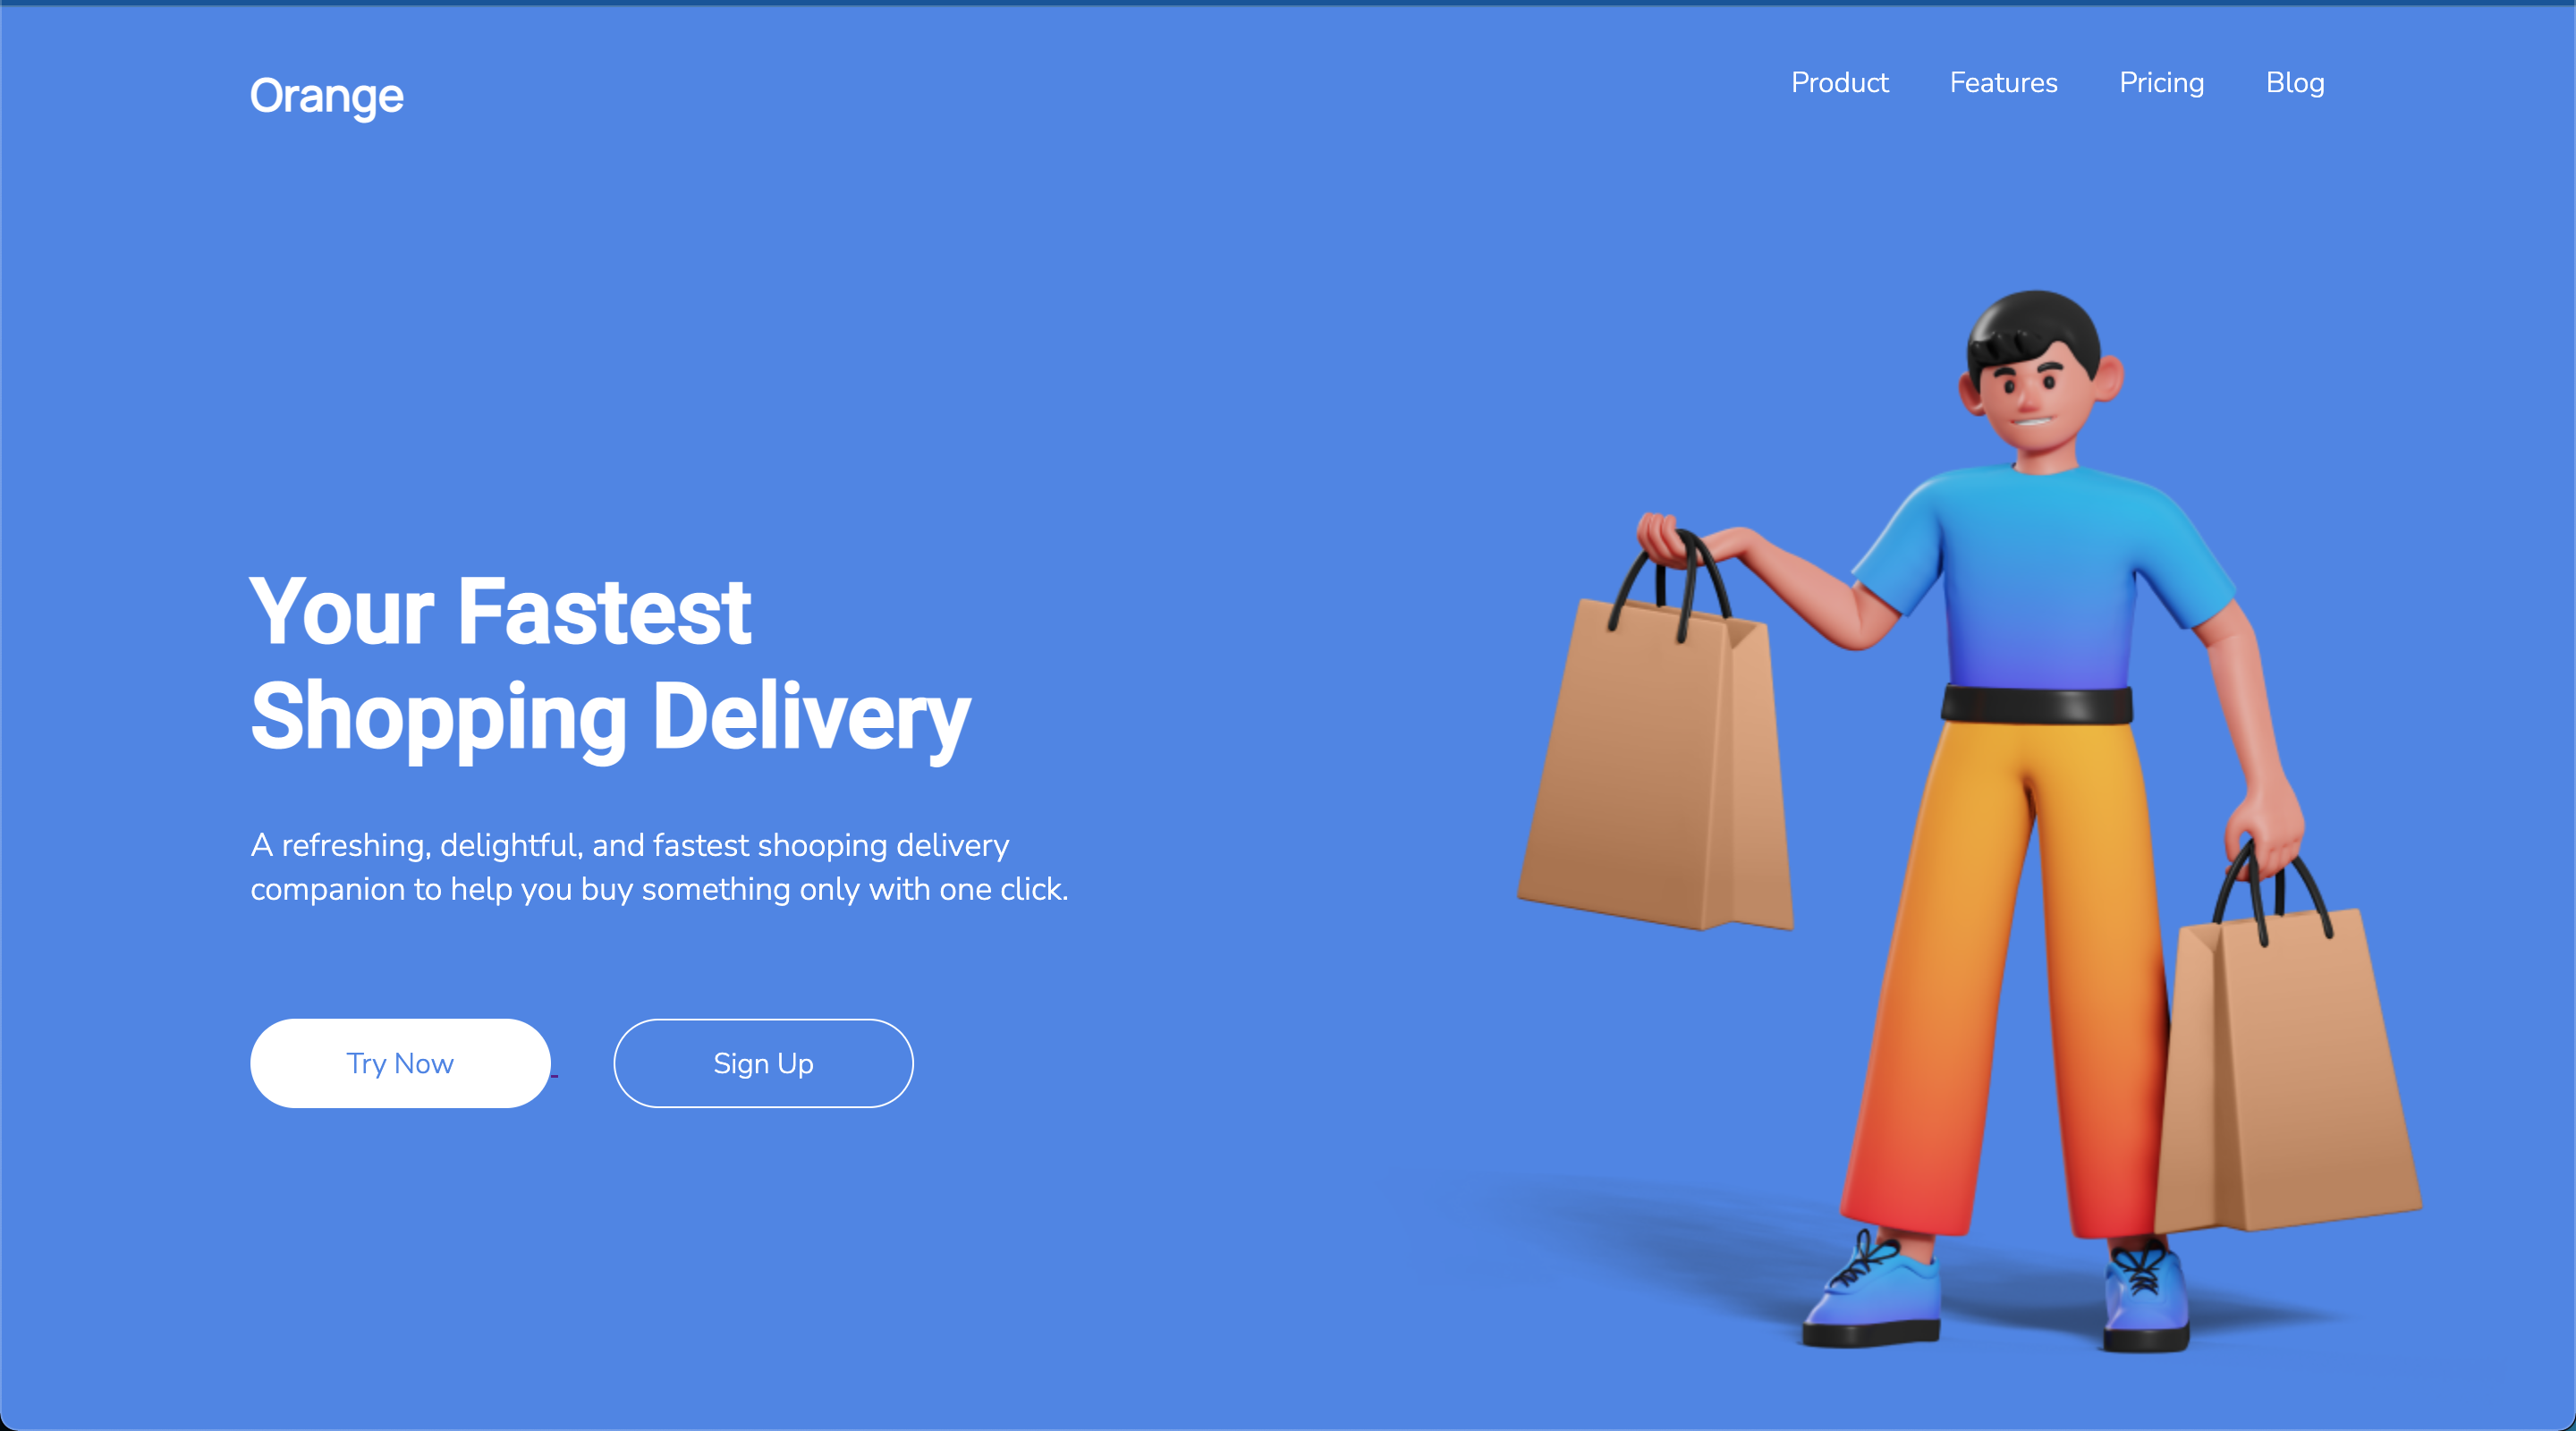 Orange
Product Features Pricing Blog
Your Fastest
Shopping Delivery
A refreshing, delightful, and fastest shooping delivery
companion to help you buy something only with one click.
Try Now
Sign Up